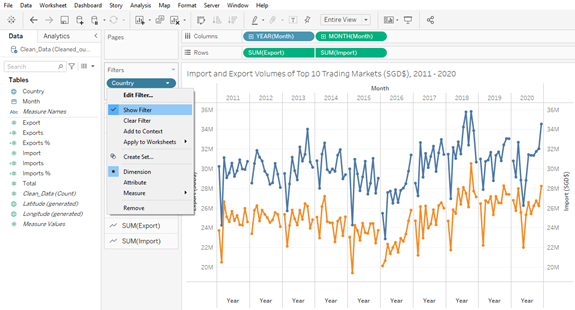 File Data Worksheet Dashboard Story Analysis Map Format Server Window Help
Entire View
Data Analytics
Clean_Data (Cleaned_ou...
Search
Tables
Country
Month
Measure Names
Export
Exports
Exports %
Import
Imports
Imports %
Total
Clean_Data (Count)
Latitude (generated)
Longitude (generated)
Measure Values
Pages
Filters
Country
Edit Filter...
Show Filter
Clear Filter
Add to Context
Apply to Worksheets
Create Set...
Dimension
Attribute
Measure
Remove
SUM(Export)
SUM(Import)
Columns YEAR(Month) MONTH(Month)
Rows SUM(Export) SUM(Import)
Import and Export Volumes of Top 10 Trading Markets (SGD$), 2011 - 2020
Month
2011 2012 2013 2014 2015 2016 2017 2018 2019 2020
36M 36M
34M 34M
32M 32M
30M 30M
28M 28M
26M 26M
24M 24M
22M 22M
20M 20M
Import (SGD$)
Year Year Year Year Year Year Year Year Year Year